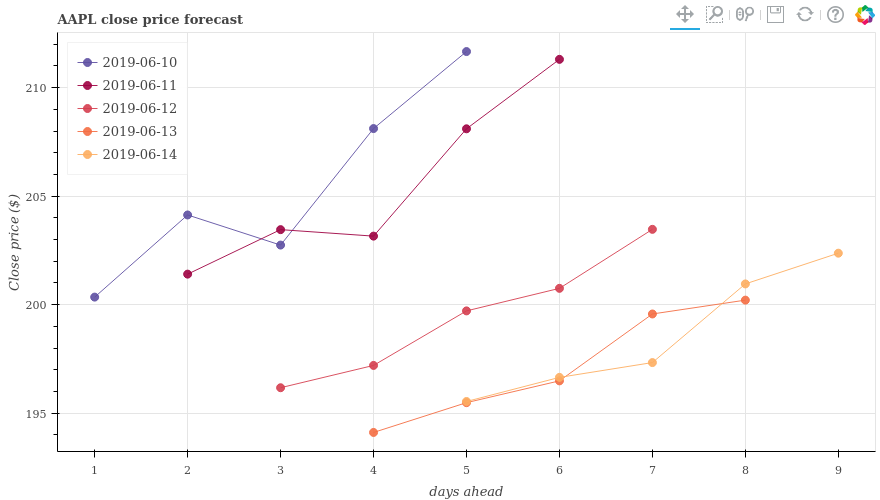 AAPL close price forecast
2019-06-10
2019-06-11
2019-06-12
2019-06-13
2019-06-14
210
205
200
195
Close price ($)
1 2 3 4 5 6 7 8 9
days ahead